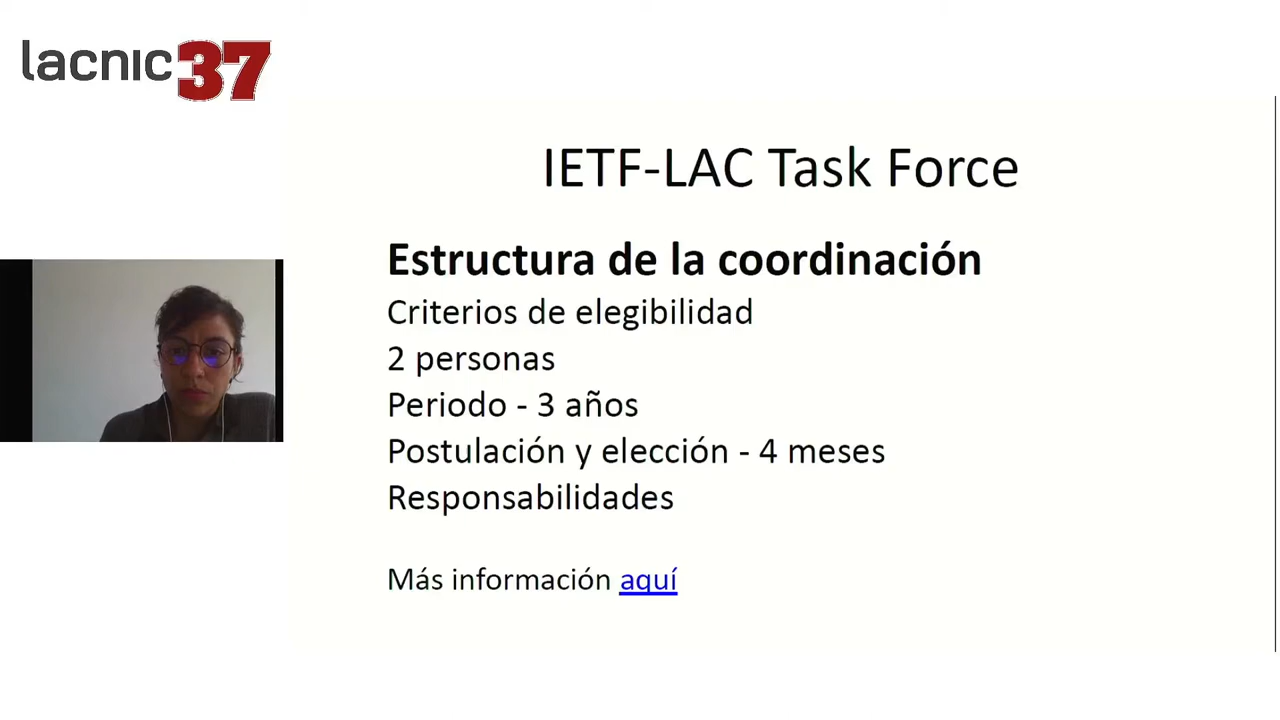 lacnic37
IETF-LAC Task Force
Estructura de la coordinación
Criterios de elegibilidad
2 personas
Periodo - 3 años
Postulación y elección - 4 meses
Responsabilidades
Más información aquí